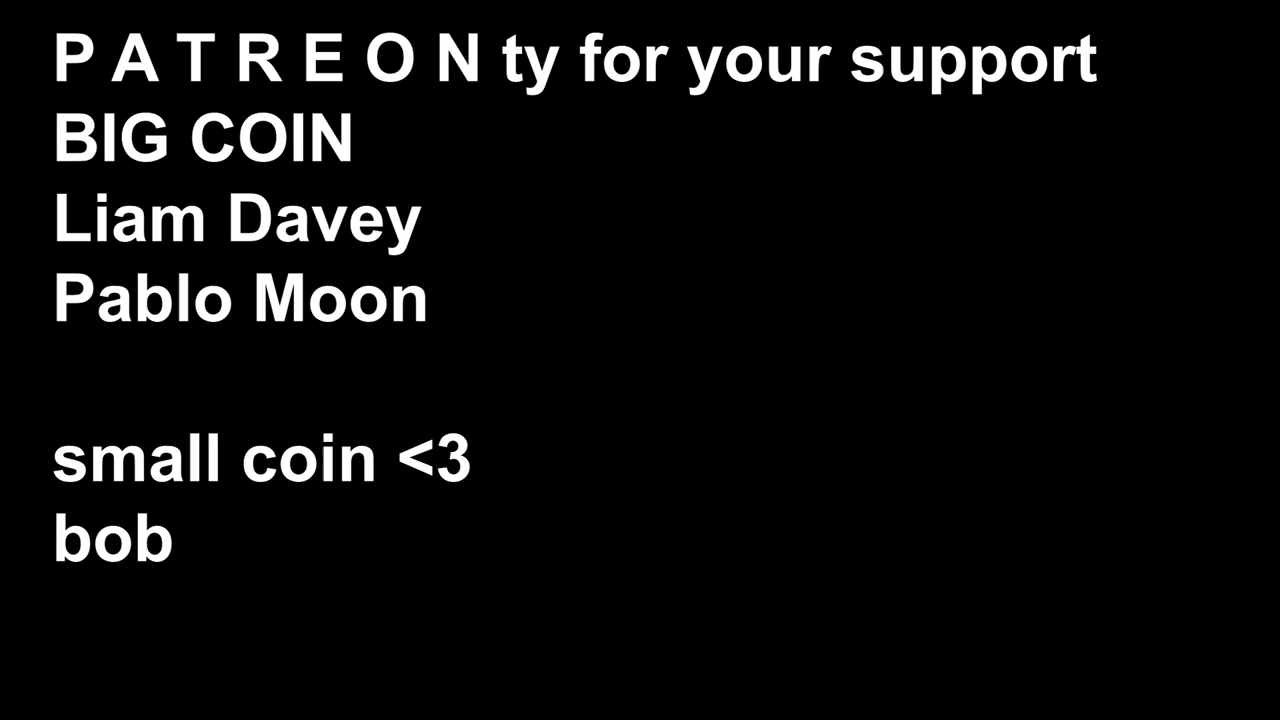 P A T R E O N ty for your support
BIG COIN
Liam Davey
Pablo Moon
small coin <3
bob